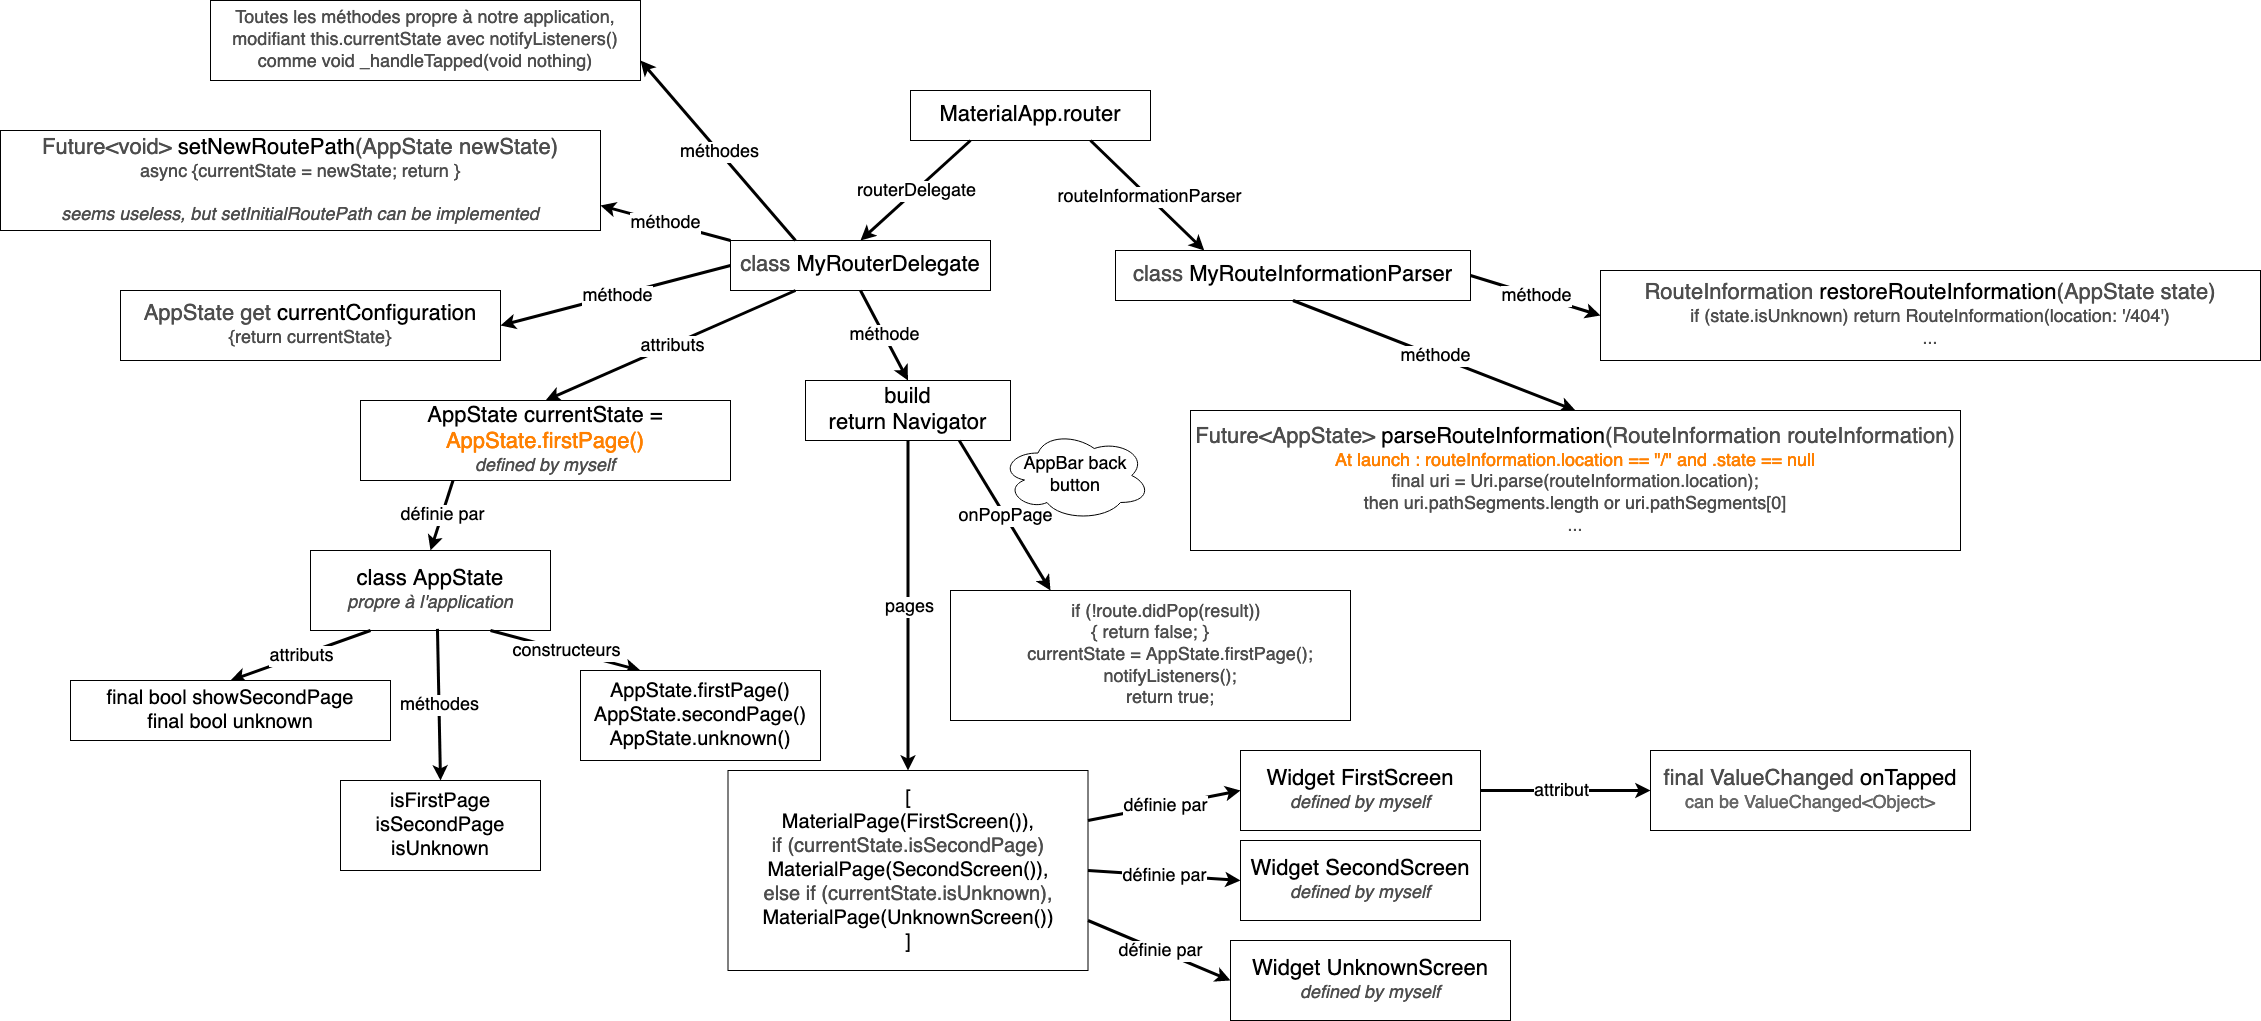 Toutes les méthodes propre à notre application,
modifiant this.currentState avec notifyListeners()
comme void _handleTapped(void nothing)
MaterialApp.router
méthodes
Future<void> setNewRoutePath(AppState newState)
async {currentState = newState; return }
seems useless, but setInitialRoutePath can be implemented
routerDelegate
routeInformationParser
méthode
class MyRouterDelegate
class MyRouteInformationParser
méthode
AppState get currentConfiguration
{return currentState}
méthode
RouteInformation restoreRouteInformation(AppState state)
if (state.isUnknown) return RouteInformation(location: '/404')
...
attributs
méthode
méthode
AppState currentState =
AppState.firstPage()
defined by myself
build
return Navigator
AppBar back
button
onPopPage
Future<AppState> parseRouteInformation(RouteInformation routeInformation)
At launch : routeInformation.location == "/" and .state == null
final uri = Uri.parse(routeInformation.location);
then uri.pathSegments.length or uri.pathSegments[0]
...
définie par
class AppState
propre à l'application
pages
if (!route.didPop(result))
{ return false; }
currentState = AppState.firstPage();
notifyListeners();
return true;
attributs
méthodes
constructeurs
final bool showSecondPage
final bool unknown
AppState.firstPage()
AppState.secondPage()
AppState.unknown()
isFirstPage
isSecondPage
isUnknown
[
MaterialPage(FirstScreen()),
if (currentState.isSecondPage)
MaterialPage(SecondScreen()),
else if (currentState.isUnknown),
MaterialPage(UnknownScreen())
]
définie par
Widget FirstScreen
defined by myself
attribut
final ValueChanged onTapped
can be ValueChanged<Object>
définie par
Widget SecondScreen
defined by myself
définie par
Widget UnknownScreen
defined by myself